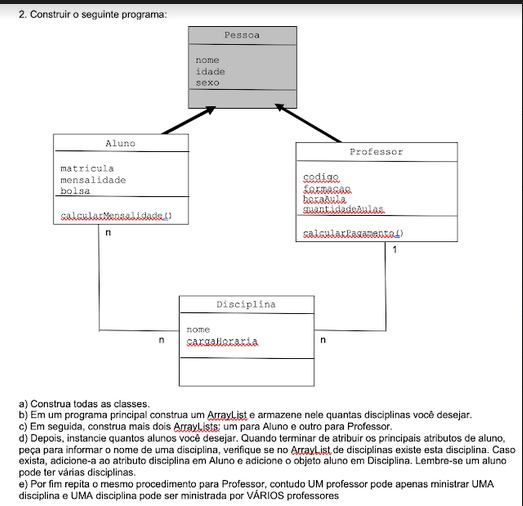 2. Construir o seguinte programa:
Pessoa
nome
idade
sexo
Aluno
matricula
mensalidade
bolsa
calcularMensalidade()
Professor
codigo
formacao
horaAula
quantidadeAulas
calcularPagamento()
n
1
Disciplina
nome
cargaHoraria
n
n
a) Construa todas as classes.
b) Em um programa principal construa um ArrayList e armazene nele quantas disciplinas você desejar.
c) Em seguida, construa mais dois ArrayLists: um para Aluno e outro para Professor.
d) Depois, instancie quantos alunos você desejar. Quando terminar de atribuir os principais atributos de aluno,
peça para informar o nome de uma disciplina, verifique se no ArrayList de disciplinas existe esta disciplina. Caso
exista, adicione-a ao atributo disciplina em Aluno e adicione o objeto aluno em Disciplina. Lembre-se um aluno
pode ter várias disciplinas.
e) Por fim repita o mesmo procedimento para Professor, contudo UM professor pode apenas ministrar UMA
disciplina e UMA disciplina pode ser ministrada por VÁRIOS professores